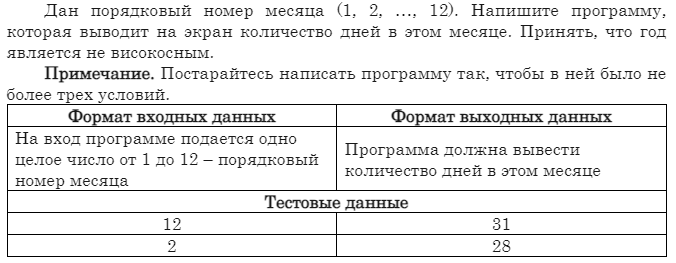 Дан порядковый номер месяца (1, 2, …, 12). Напишите программу,
которая выводит на экран количество дней в этом месяце. Принять, что год
является не високосным.
Примечание. Постарайтесь написать программу так, чтобы в ней было не
более трех условий.
Формат входных данных
Формат выходных данных
На вход программе подается одно
целое число от 1 до 12 – порядковый
номер месяца
Программа должна вывести
количество дней в этом месяце
Тестовые данные
12
31
2
28